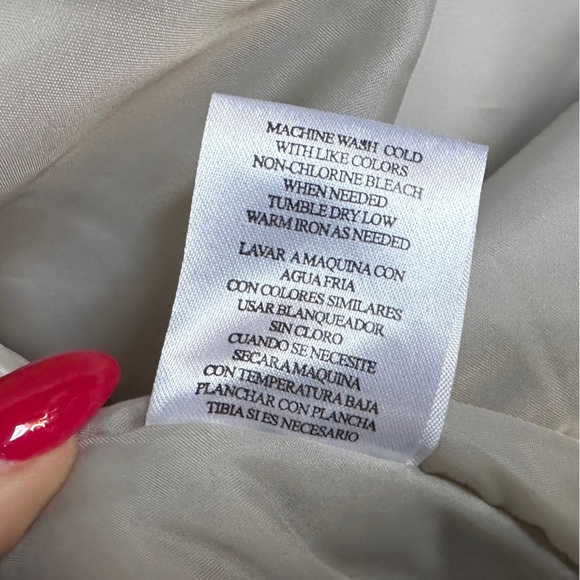 MACHINE WASH COLD
WITH LIKE COLORS
NON-CHLORINE BLEACH
WHEN NEEDED
TUMBLE DRY LOW
WARM IRON AS NEEDED
LAVAR A MAQUINA CON
AGUA FRIA
CON COLORES SIMILARES
USAR BLANQUEADOR
SIN CLORO
CUANDO SE NECESITE
SECAR A MAQUINA
CON TEMPERATURA BAJA
PLANCHAR CON PLANCHA
TIBIA SI ES NECESARIO